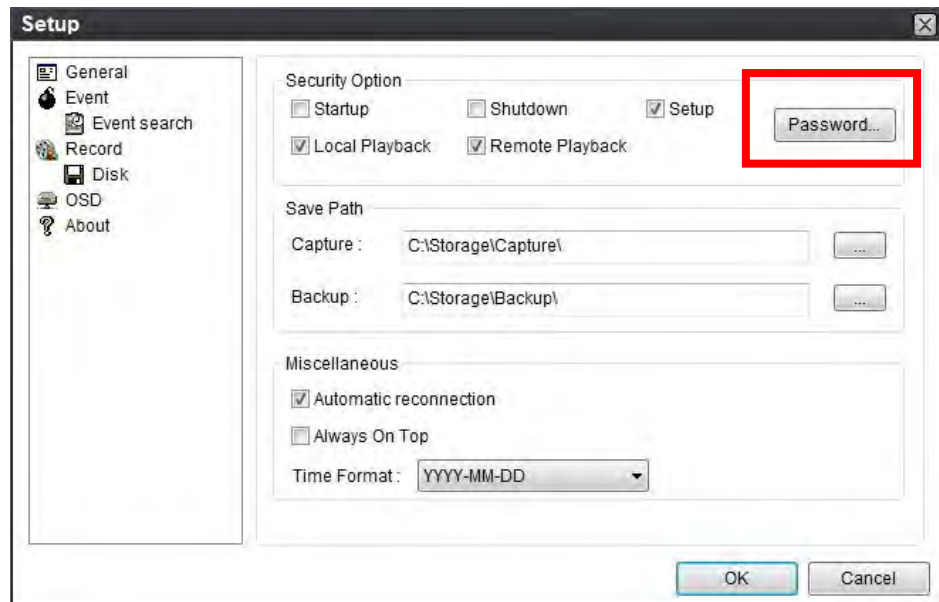 Setup
General
Event
Event search
Record
Disk
OSD
About
Security Option
Startup Shutdown Setup Password...
Local Playback Remote Playback
Save Path
Capture : C:\Storage\Capture\ ...
Backup : C:\Storage\Backup\ ...
Miscellaneous
Automatic reconnection
Always On Top
Time Format : YYYY-MM-DD
OK Cancel